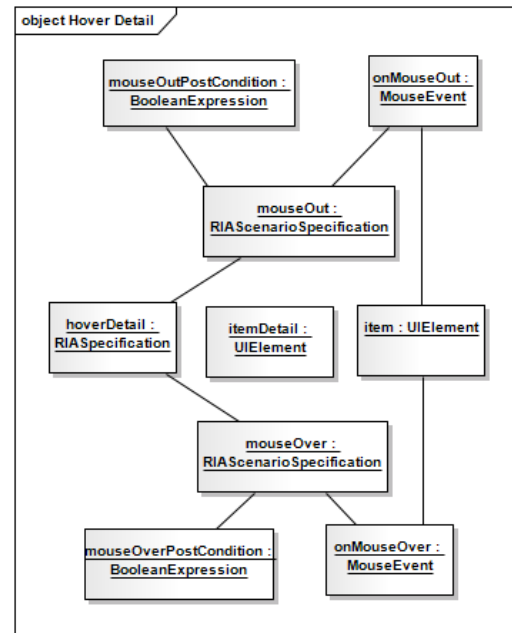 object Hover Detail
mouseOutPostCondition :
BooleanExpression
onMouseOut :
MouseEvent
mouseOut :
RIAScenarioSpecification
hoverDetail :
RIASpecification
itemDetail :
UIElement
item : UIElement
mouseOver :
RIAScenarioSpecification
mouseOverPostCondition :
BooleanExpression
onMouseOver :
MouseEvent